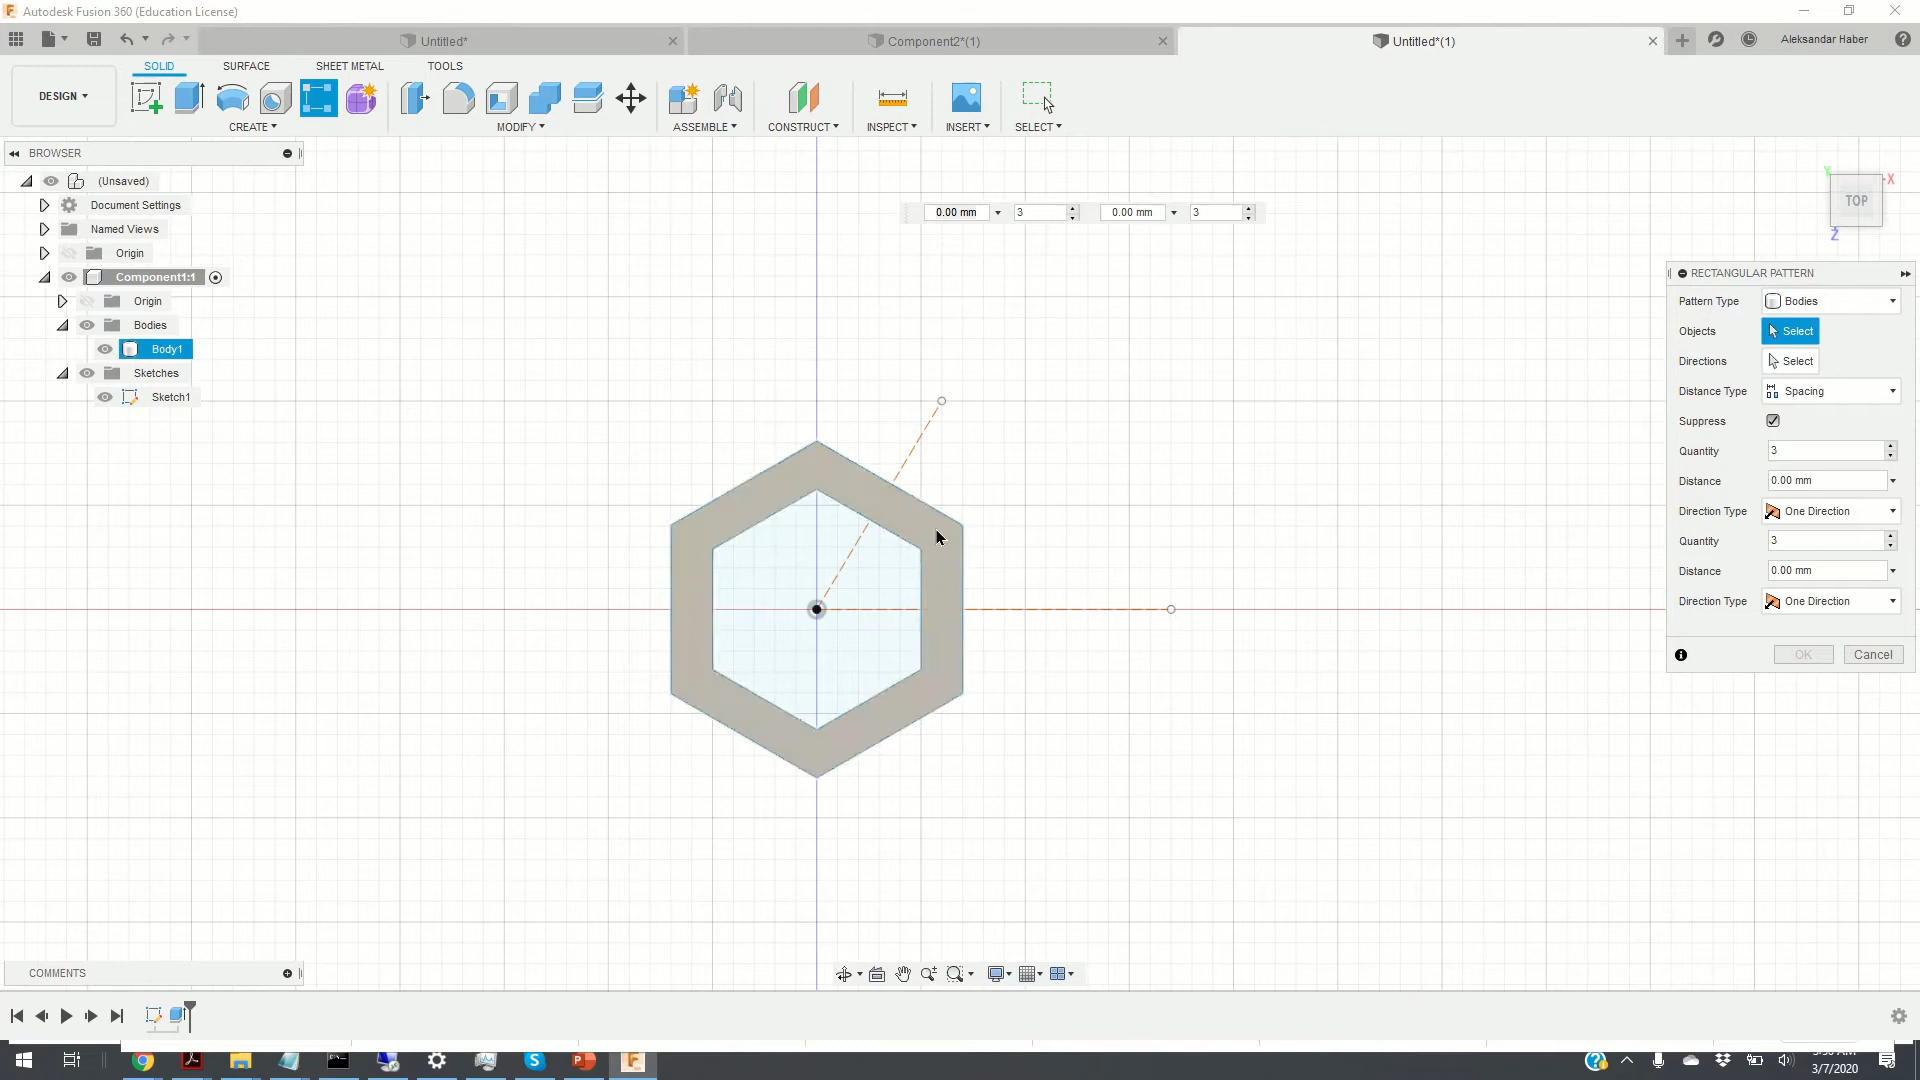 Autodesk Fusion 360 (Education License)
Untitled*
Component2*(1)
Untitled*(1)
Aleksandar Haber
DESIGN
SOLID
SURFACE
SHEET METAL
TOOLS
CREATE
MODIFY
ASSEMBLE
CONSTRUCT
INSPECT
INSERT
SELECT
BROWSER
(Unsaved)
Document Settings
Named Views
Origin
Component1:1
Origin
Bodies
Body1
Sketches
Sketch1
0.00 mm
3
0.00 mm
3
Y
X
TOP
Z
RECTANGULAR PATTERN
Pattern Type Bodies
Objects Select
Directions Select
Distance Type Spacing
Suppress
Quantity 3
Distance 0.00 mm
Direction Type One Direction
Quantity 3
Distance 0.00 mm
Direction Type One Direction
OK Cancel
COMMENTS
3/7/2020